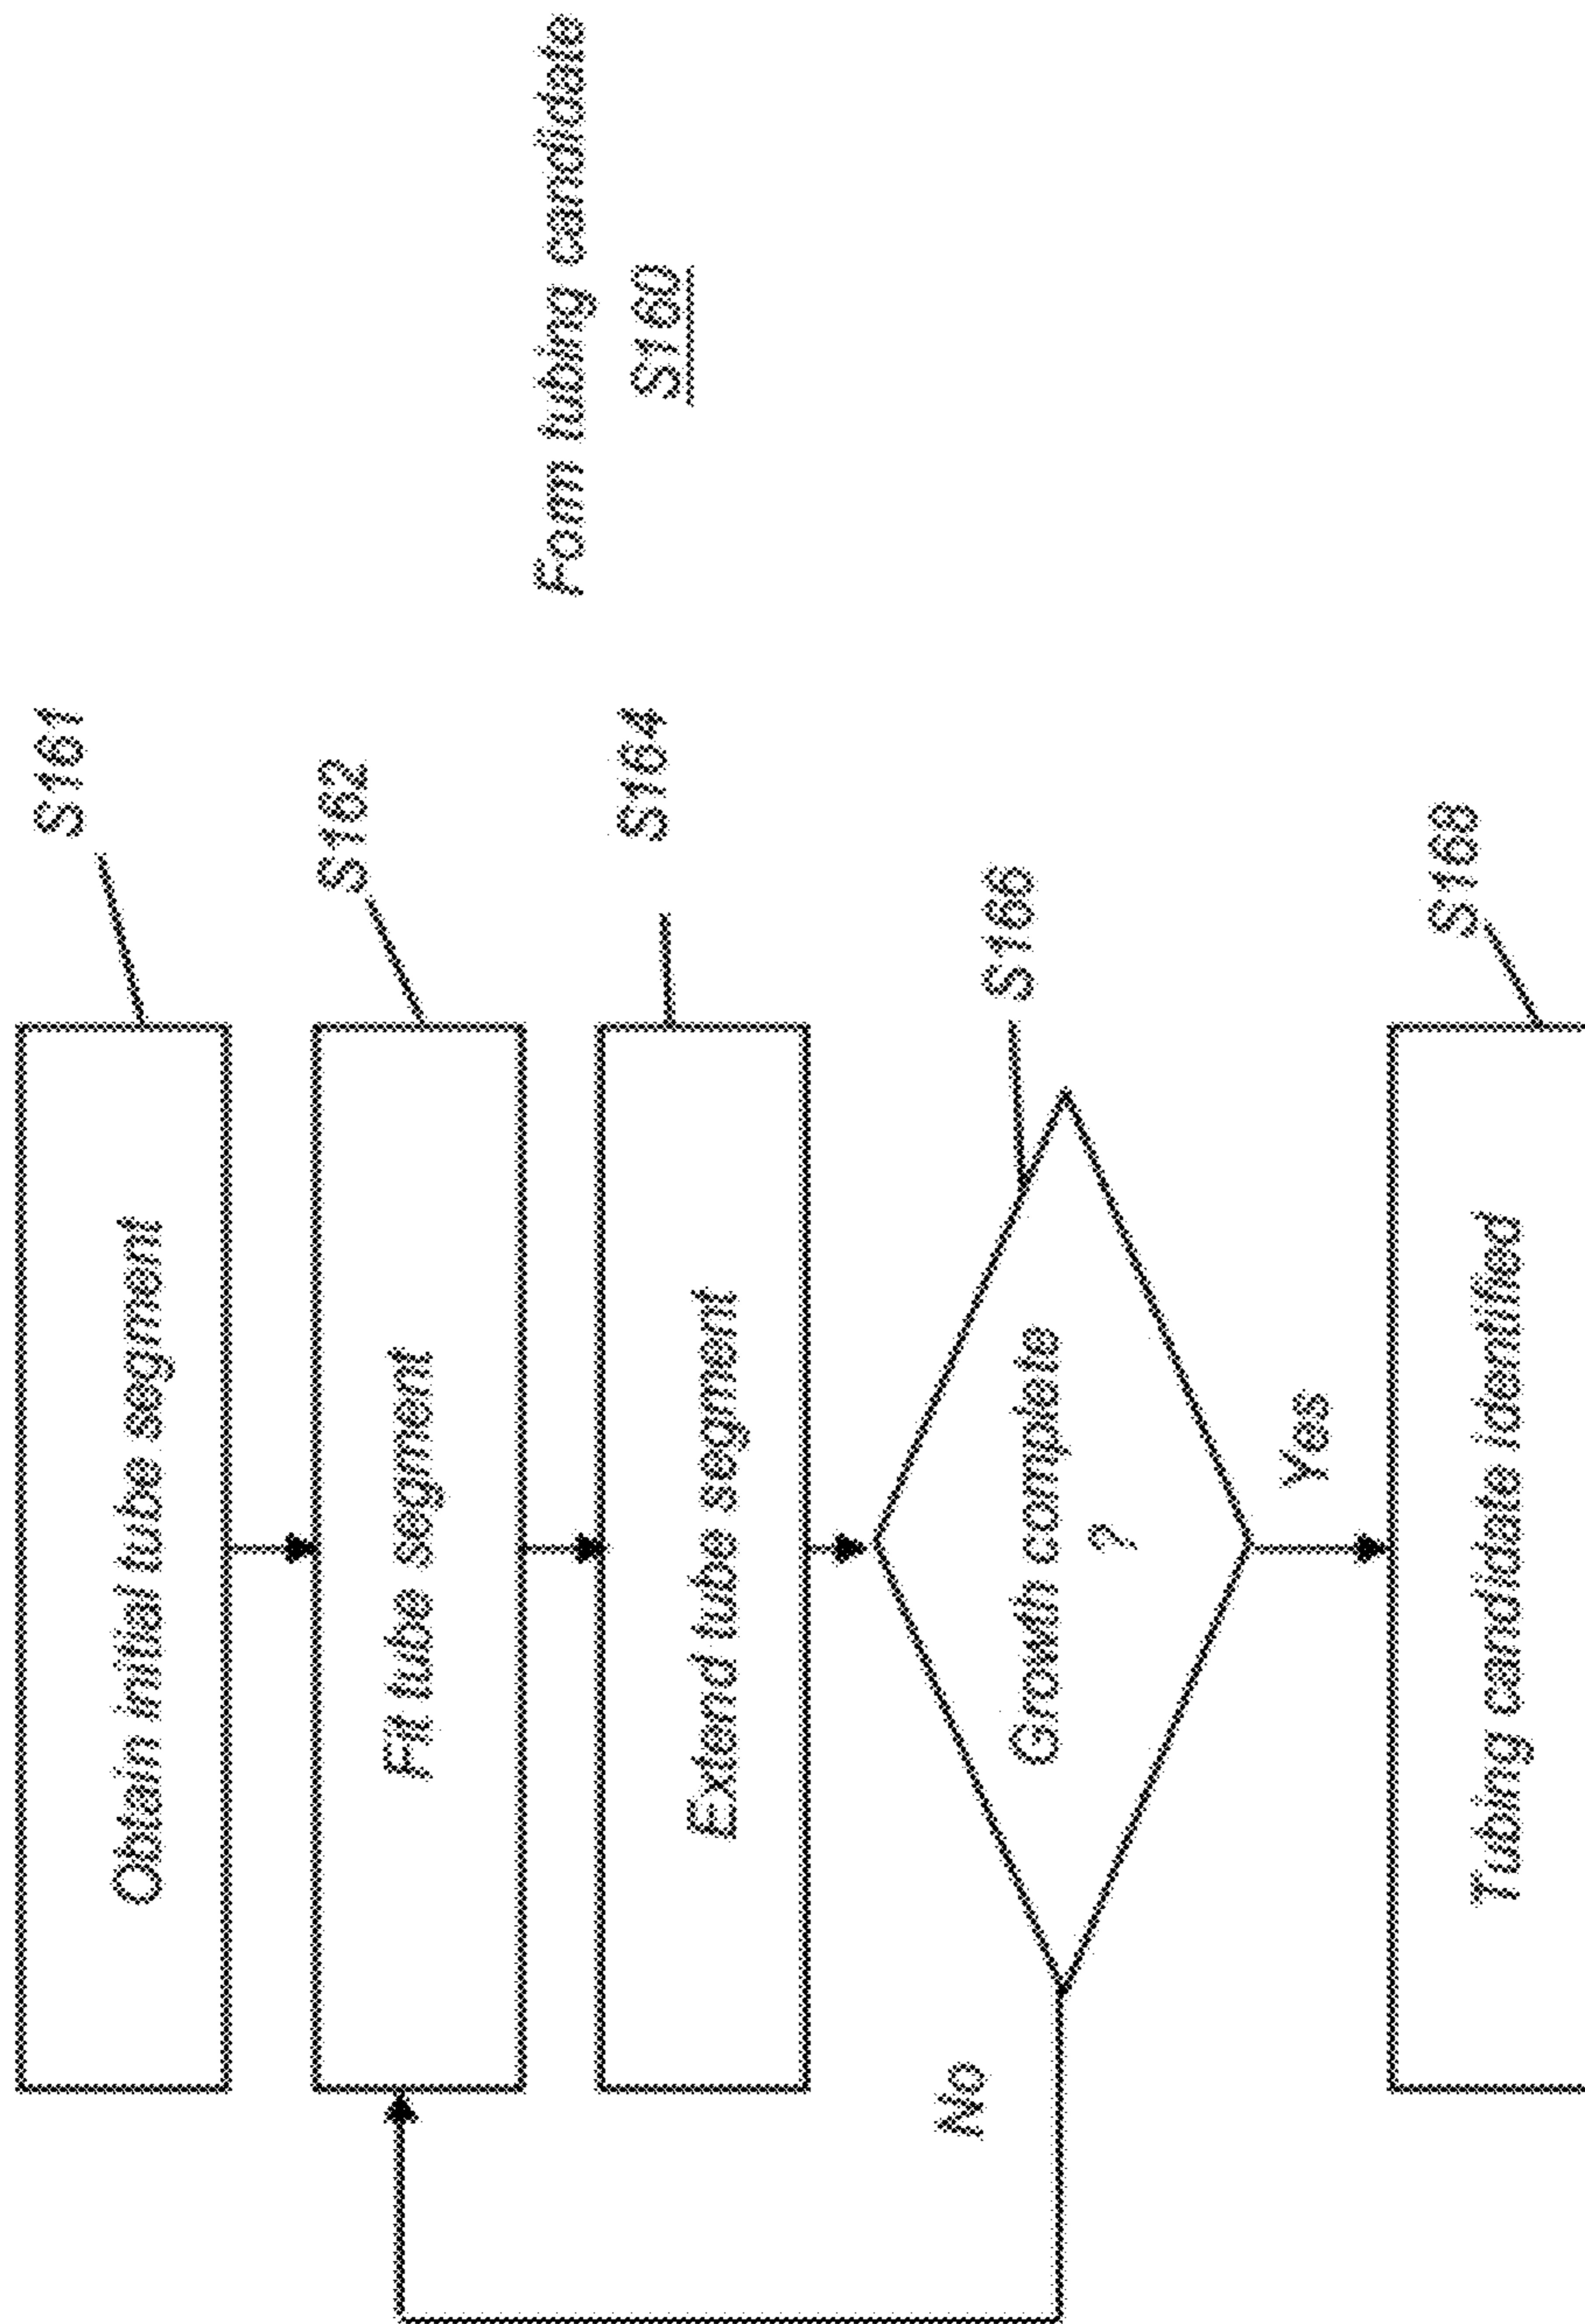 Obtain initial tube segment
S161
Fit tube segment
S162
Form tubing candidate
S160
Extend tube segment
S164
Growth complete
?
S166
No
Yes
Tubing candidate identified
S168